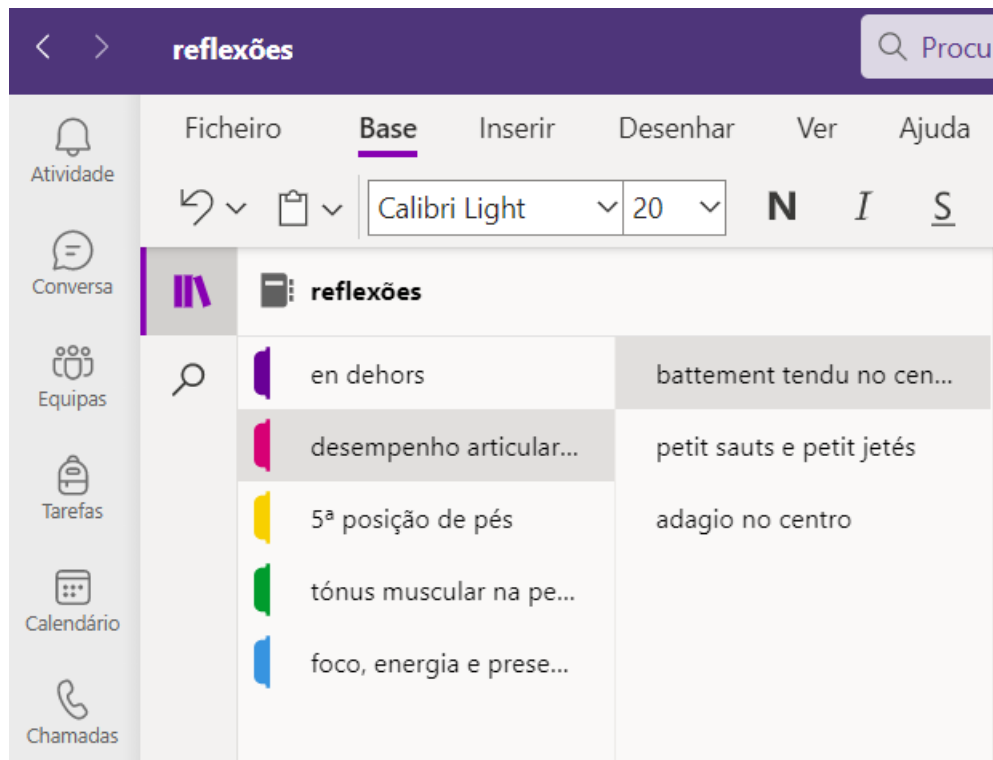 reflexões
Procu
Atividade
Conversa
Equipas
Tarefas
Calendário
Chamadas
Ficheiro Base Inserir Desenhar Ver Ajuda
Calibri Light 20 N I S
reflexões
en dehors
desempenho articular...
5ª posição de pés
tónus muscular na pe...
foco, energia e prese...
battement tendu no cen...
petit sauts e petit jetés
adagio no centro